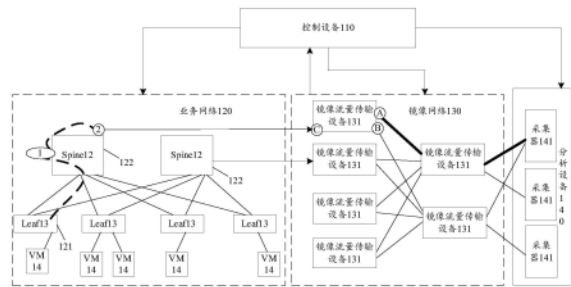 控制设备110
业务网络120
镜像网络130
1
2
Spine12
122
Spine12
122
Leaf13
121
Leaf13
Leaf13
Leaf13
VM
14
VM
14
VM
14
VM
14
镜像流量传输
设备131
A
B
C
镜像流量传输
设备131
镜像流量传输
设备131
镜像流量传输
设备131
镜像流量传输
设备131
镜像流量传输
设备131
采集
器141
采集
器141
采集
器141
分析设备140